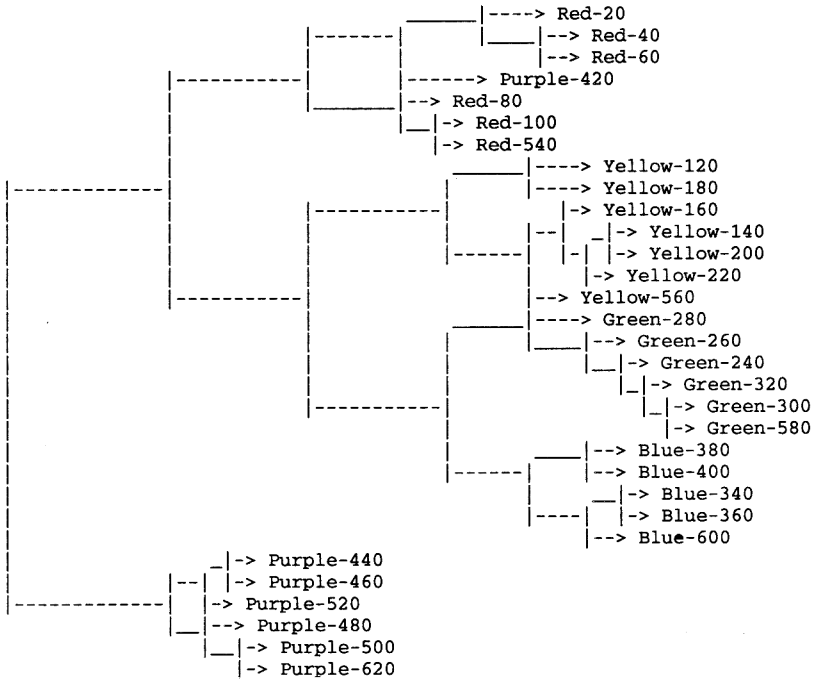 Red-20
Red-40
Red-60
Purple-420
Red-80
Red-100
Red-540
Yellow-120
Yellow-180
Yellow-160
Yellow-140
Yellow-200
Yellow-220
Yellow-560
Green-280
Green-260
Green-240
Green-320
Green-300
Green-580
Blue-380
Blue-400
Blue-340
Blue-360
Blue-600
Purple-440
Purple-460
Purple-520
Purple-480
Purple-500
Purple-620